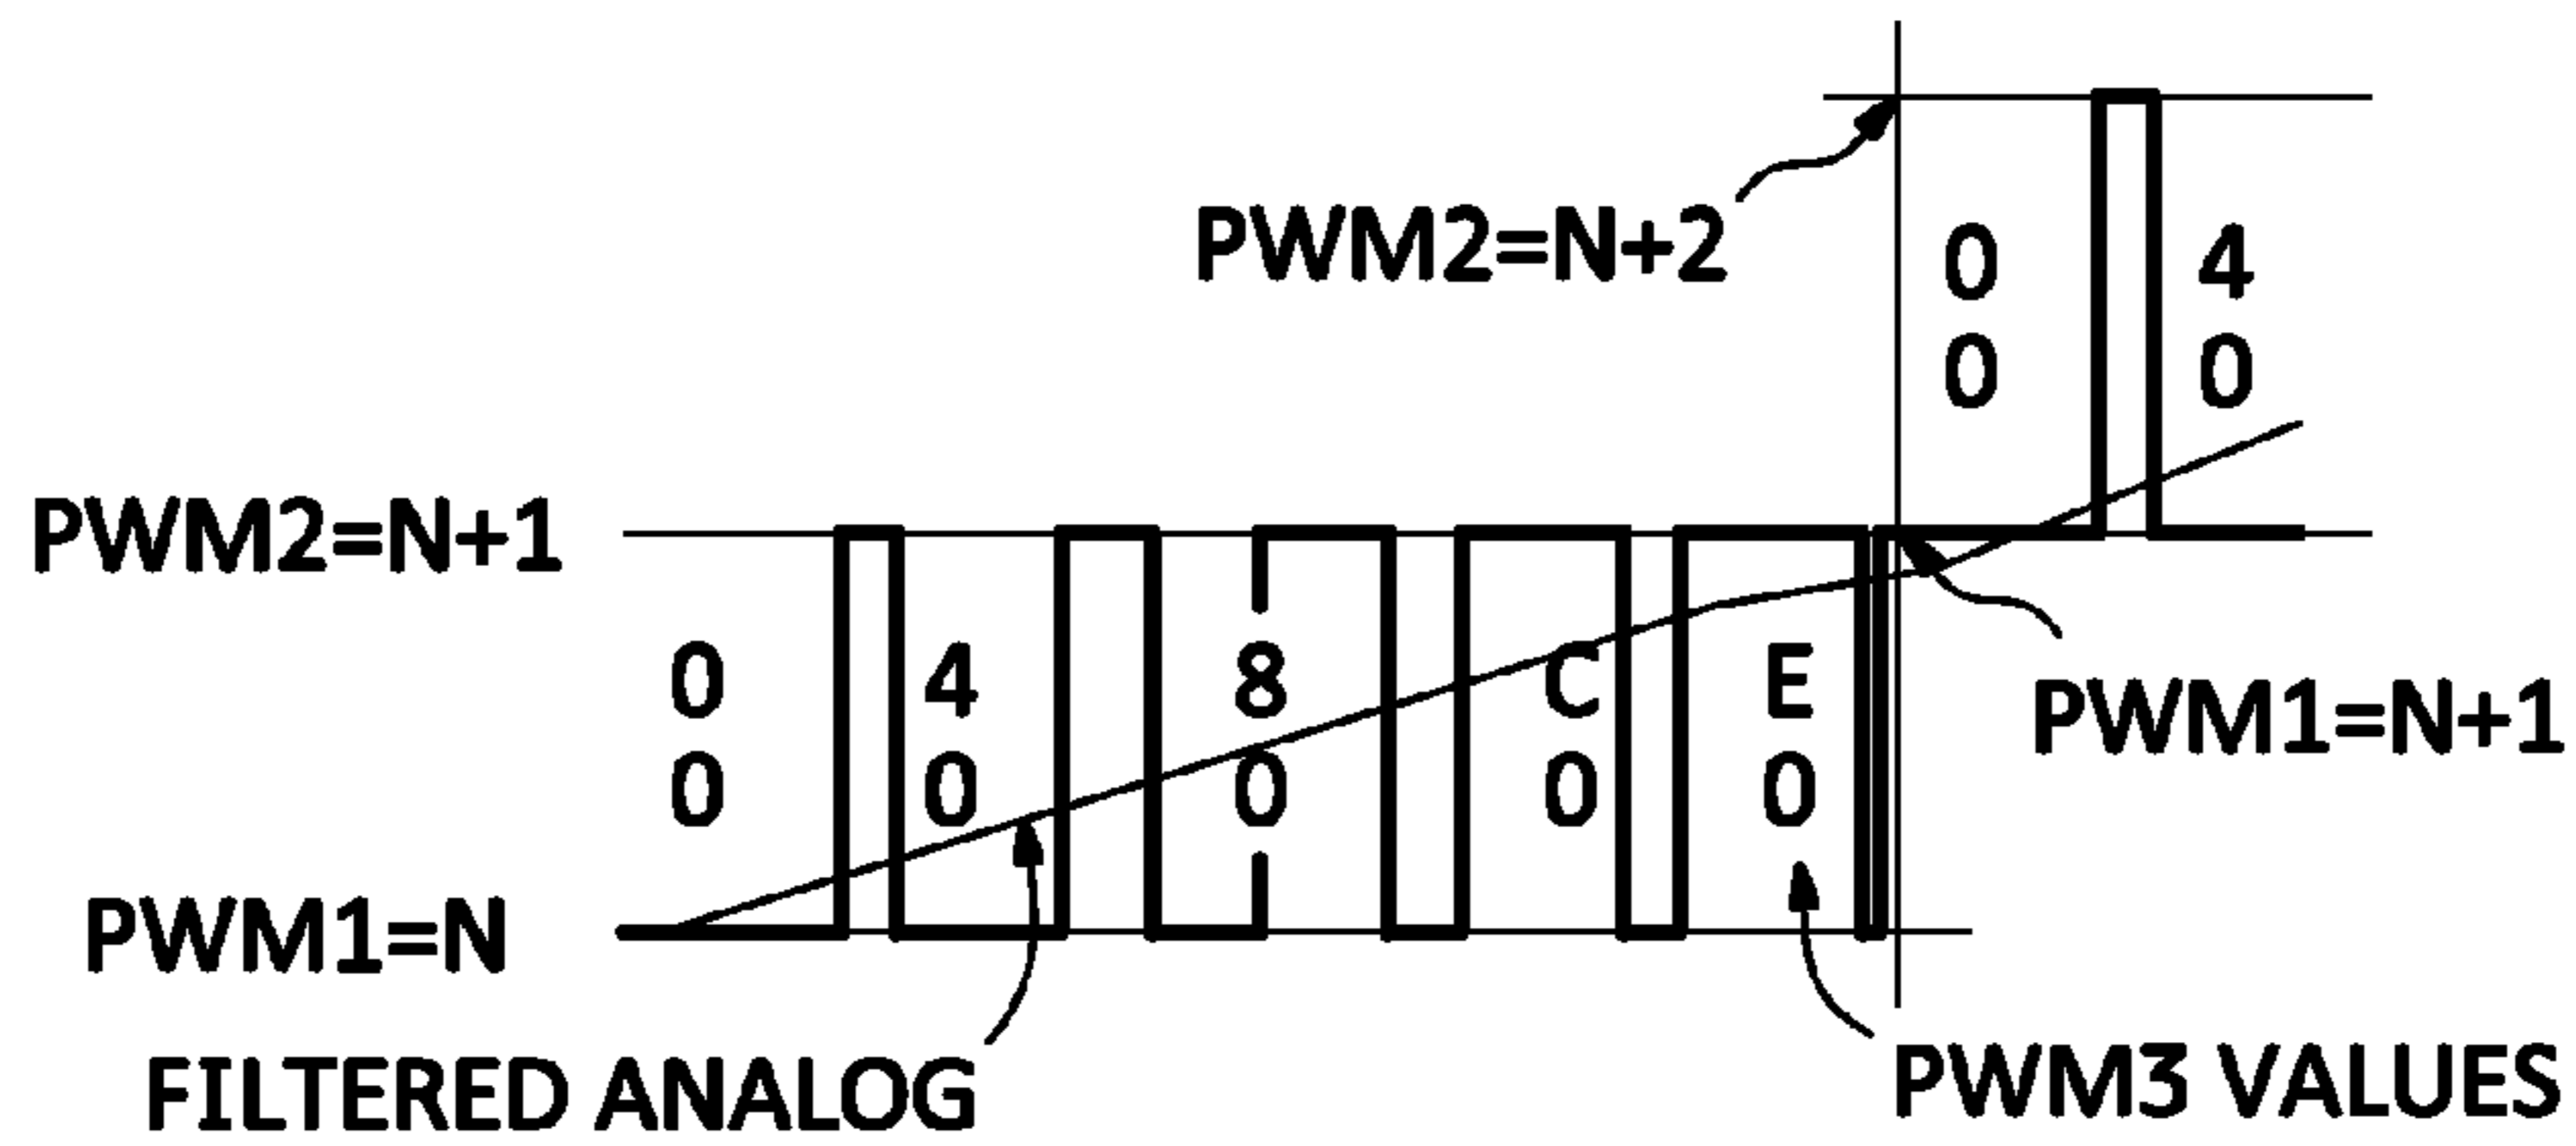 PWM2=N+2
0 4
0 0
PWM2=N+1
0 4 8 C E
0 0 0 0 0
PWM1=N+1
PWM1=N
FILTERED ANALOG
PWM3 VALUES